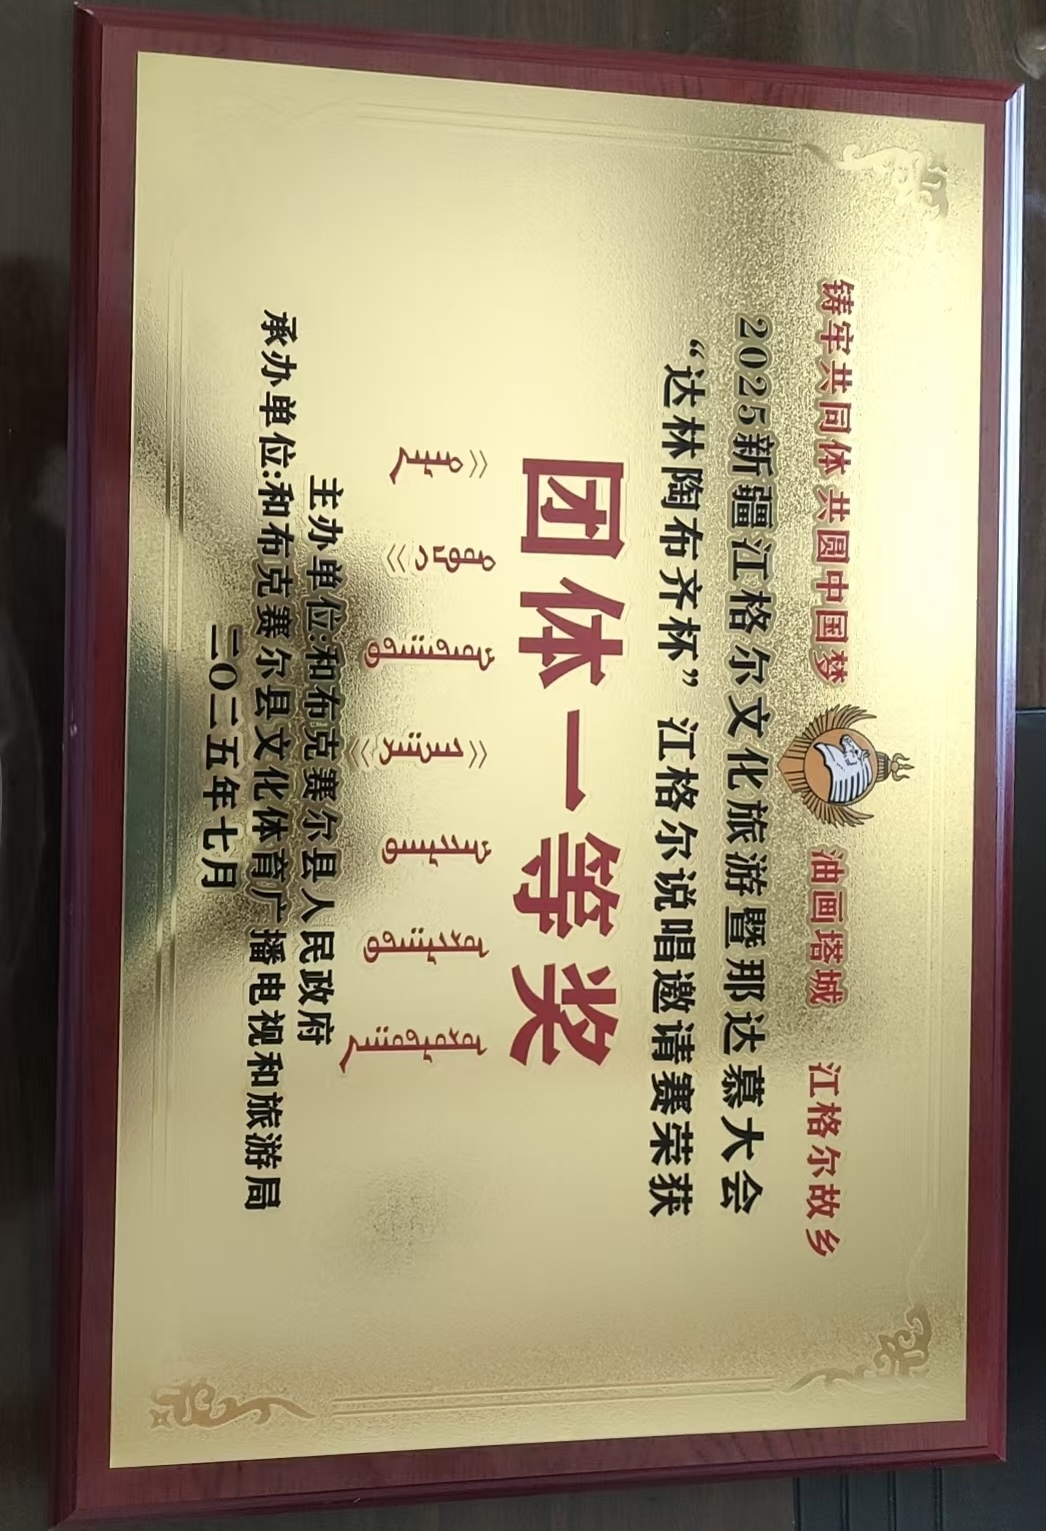 铸牢共同体 共圆中国梦 油画塔城 江格尔故乡
2025新疆江格尔文化旅游暨那达慕大会
“达林陶布齐杯” 江格尔说唱邀请赛荣获
团体一等奖
主办单位:和布克赛尔县人民政府
承办单位:和布克赛尔县文化体育广播电视和旅游局
二〇二五年七月